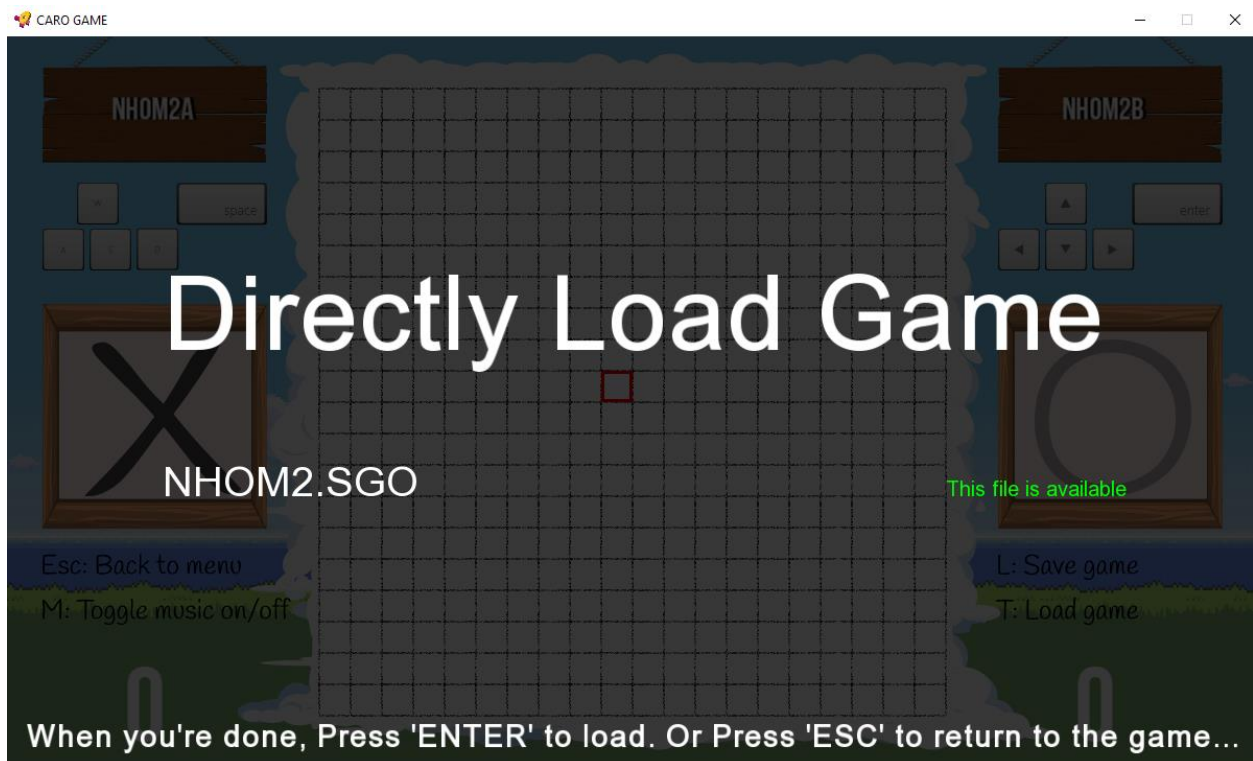 CARO GAME
NHOM2A
NHOM2B
W
space
enter
A
D
Directly Load Game
NHOM2.SGO
This file is available
Esc: Back to menu
L: Save game
M: Toggle music on/off
T: Load game
0
0
When you're done, Press 'ENTER' to load. Or Press 'ESC' to return to the game...